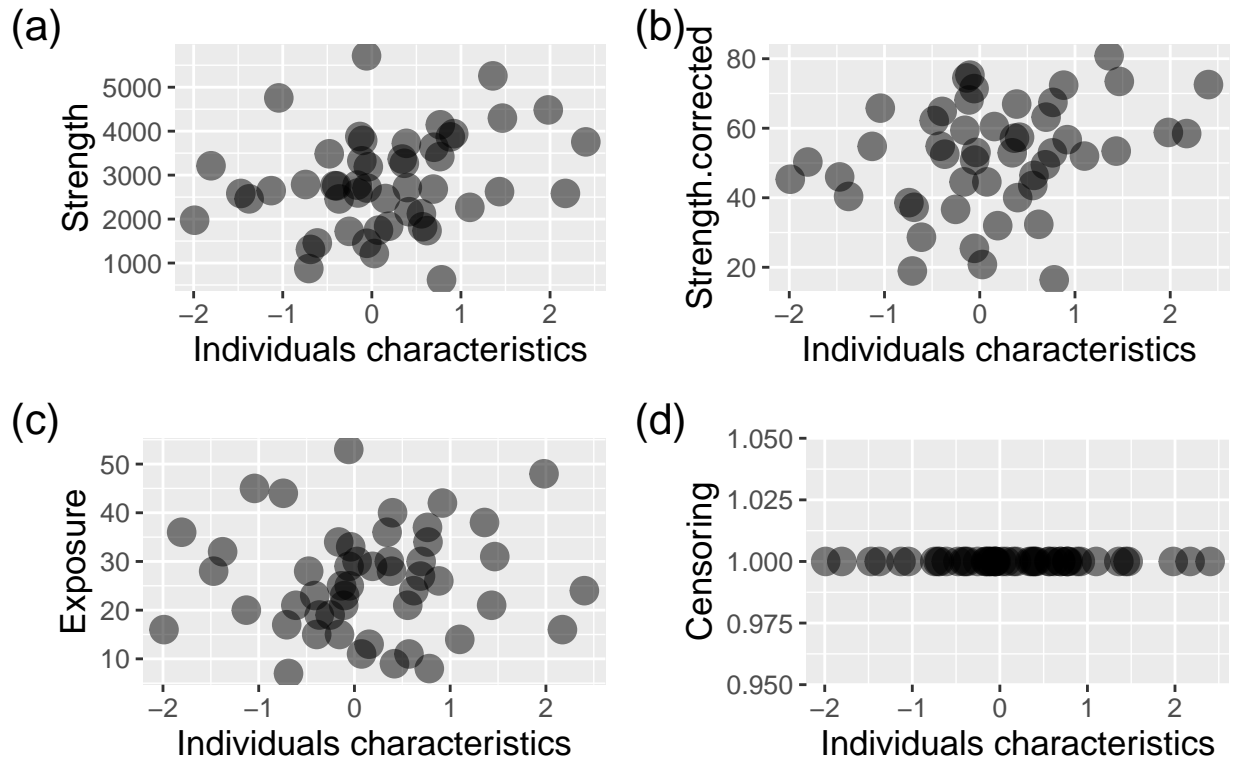 (a)
Strength
5000
4000
3000
2000
1000
−2 −1 0 1 2
Individuals characteristics
(b)
Strength.corrected
80
60
40
20
−2 −1 0 1 2
Individuals characteristics
(c)
Exposure
50
40
30
20
10
−2 −1 0 1 2
Individuals characteristics
(d)
Censoring
1.050
1.025
1.000
0.975
0.950
−2 −1 0 1 2
Individuals characteristics